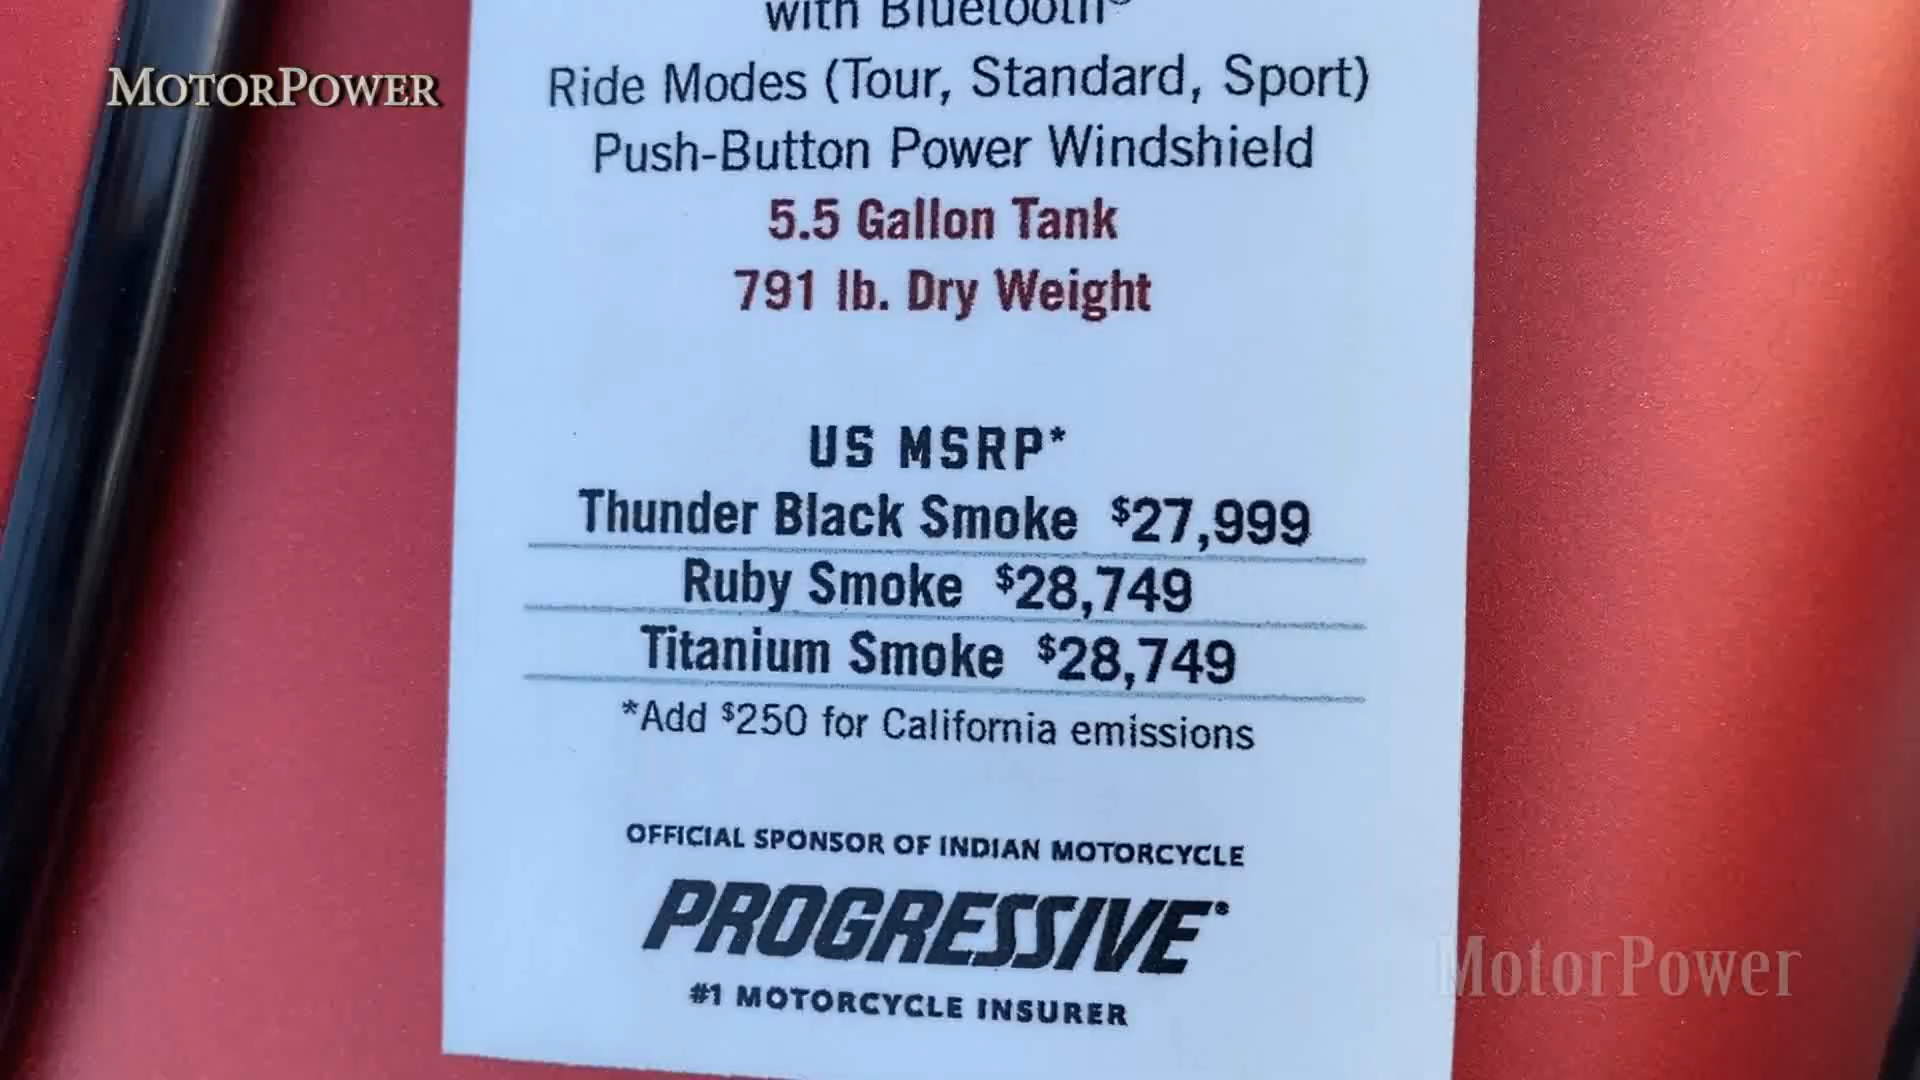 with Bluetooth®
MOTORPOWER
Ride Modes (Tour, Standard, Sport)
Push-Button Power Windshield
5.5 Gallon Tank
791 lb. Dry Weight
US MSRP*
Thunder Black Smoke $27,999
Ruby Smoke $28,749
Titanium Smoke $28,749
*Add $250 for California emissions
OFFICIAL SPONSOR OF INDIAN MOTORCYCLE
PROGRESSIVE®
#1 MOTORCYCLE INSURER
MotorPower